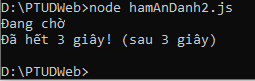 D:\PTUDWeb>node hamAnDanh2.js
Đang chờ
Đã hết 3 giây! (sau 3 giây)
D:\PTUDWeb>